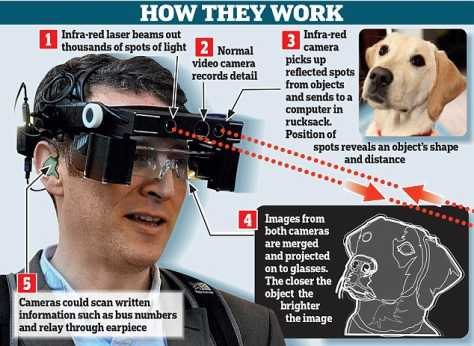 HOW THEY WORK
1 Infra-red laser beams out
thousands of spots of light
2 Normal
video camera
records detail
3 Infra-red
camera
picks up
reflected spots
from objects
and sends to a
computer in
rucksack.
Position of
spots reveals an object's shape
and distance
4 Images from
both cameras
are merged
and projected
on to glasses.
The closer the
object the
brighter
the image
5
Cameras could scan written
information such as bus numbers
and relay through earpiece